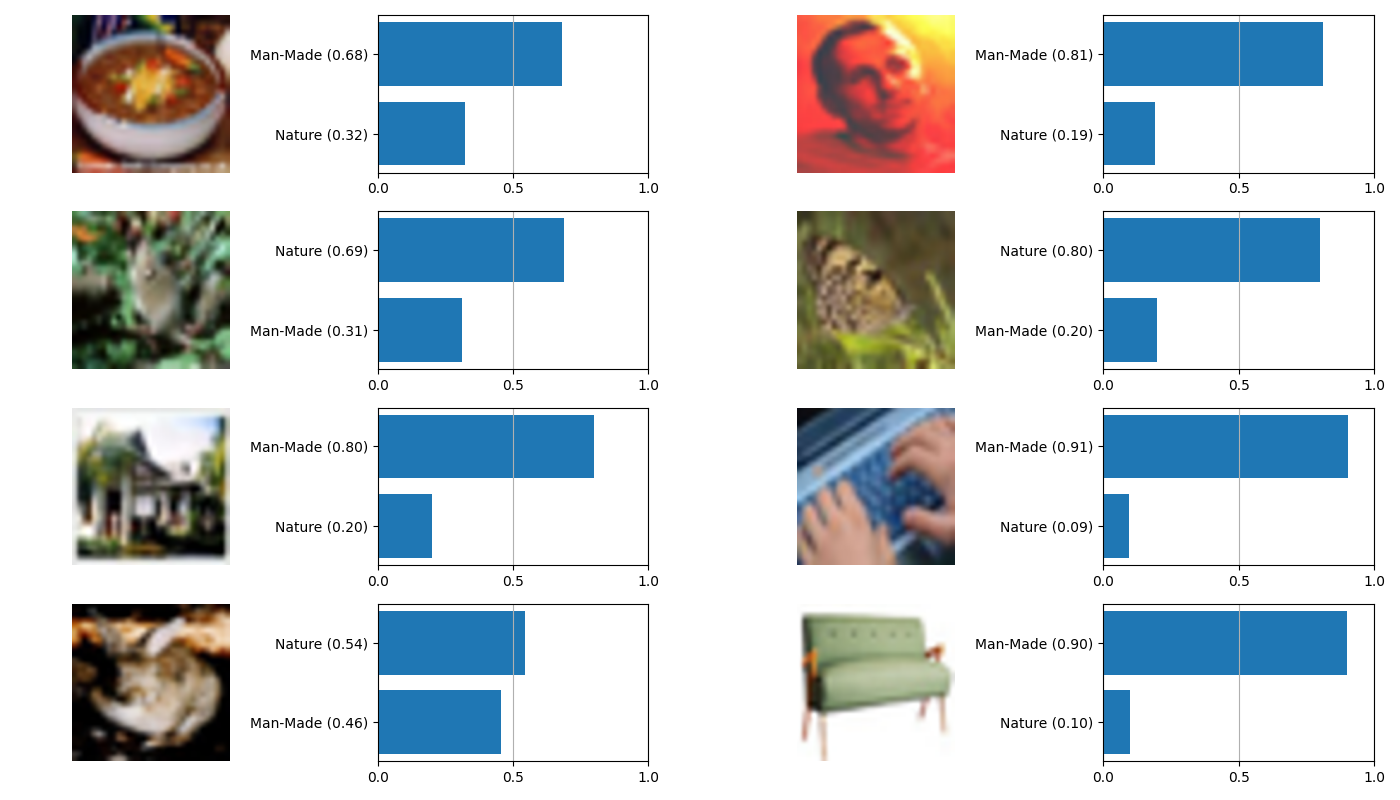 Man-Made (0.68)
Nature (0.32)
0.0 0.5 1.0
Man-Made (0.81)
Nature (0.19)
0.0 0.5 1.0
Nature (0.69)
Man-Made (0.31)
0.0 0.5 1.0
Nature (0.80)
Man-Made (0.20)
0.0 0.5 1.0
Man-Made (0.80)
Nature (0.20)
0.0 0.5 1.0
Man-Made (0.91)
Nature (0.09)
0.0 0.5 1.0
Nature (0.54)
Man-Made (0.46)
0.0 0.5 1.0
Man-Made (0.90)
Nature (0.10)
0.0 0.5 1.0